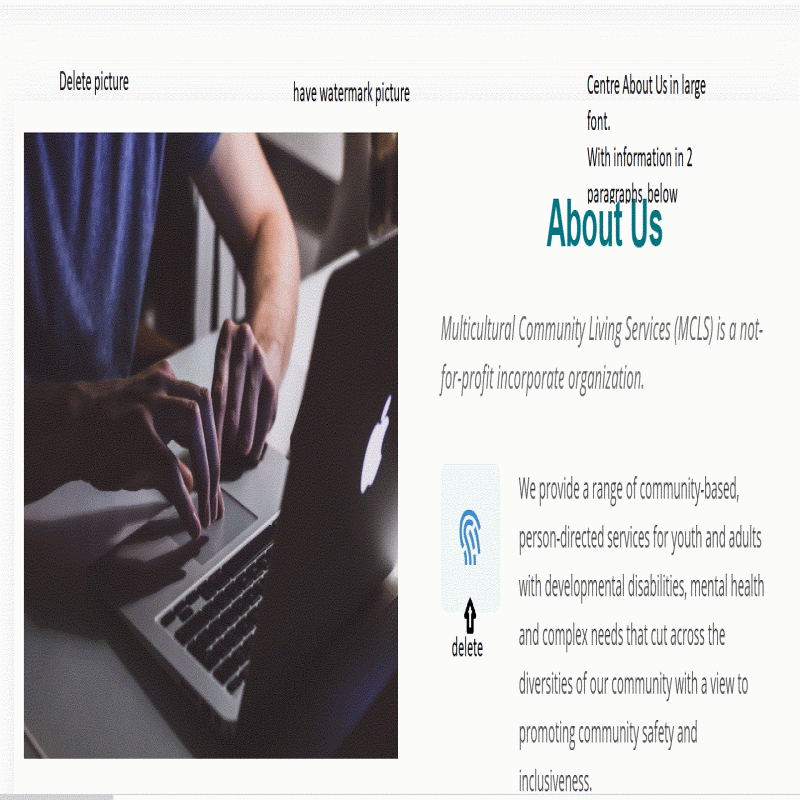 Delete picture
have watermark picture
Centre About Us in large
font.
With information in 2
paragraphs below
About Us
Multicultural Community Living Services (MCLS) is a not-
for-profit incorporate organization.
We provide a range of community-based,
person-directed services for youth and adults
with developmental disabilities, mental health
and complex needs that cut across the
diversities of our community with a view to
promoting community safety and
inclusiveness.
delete